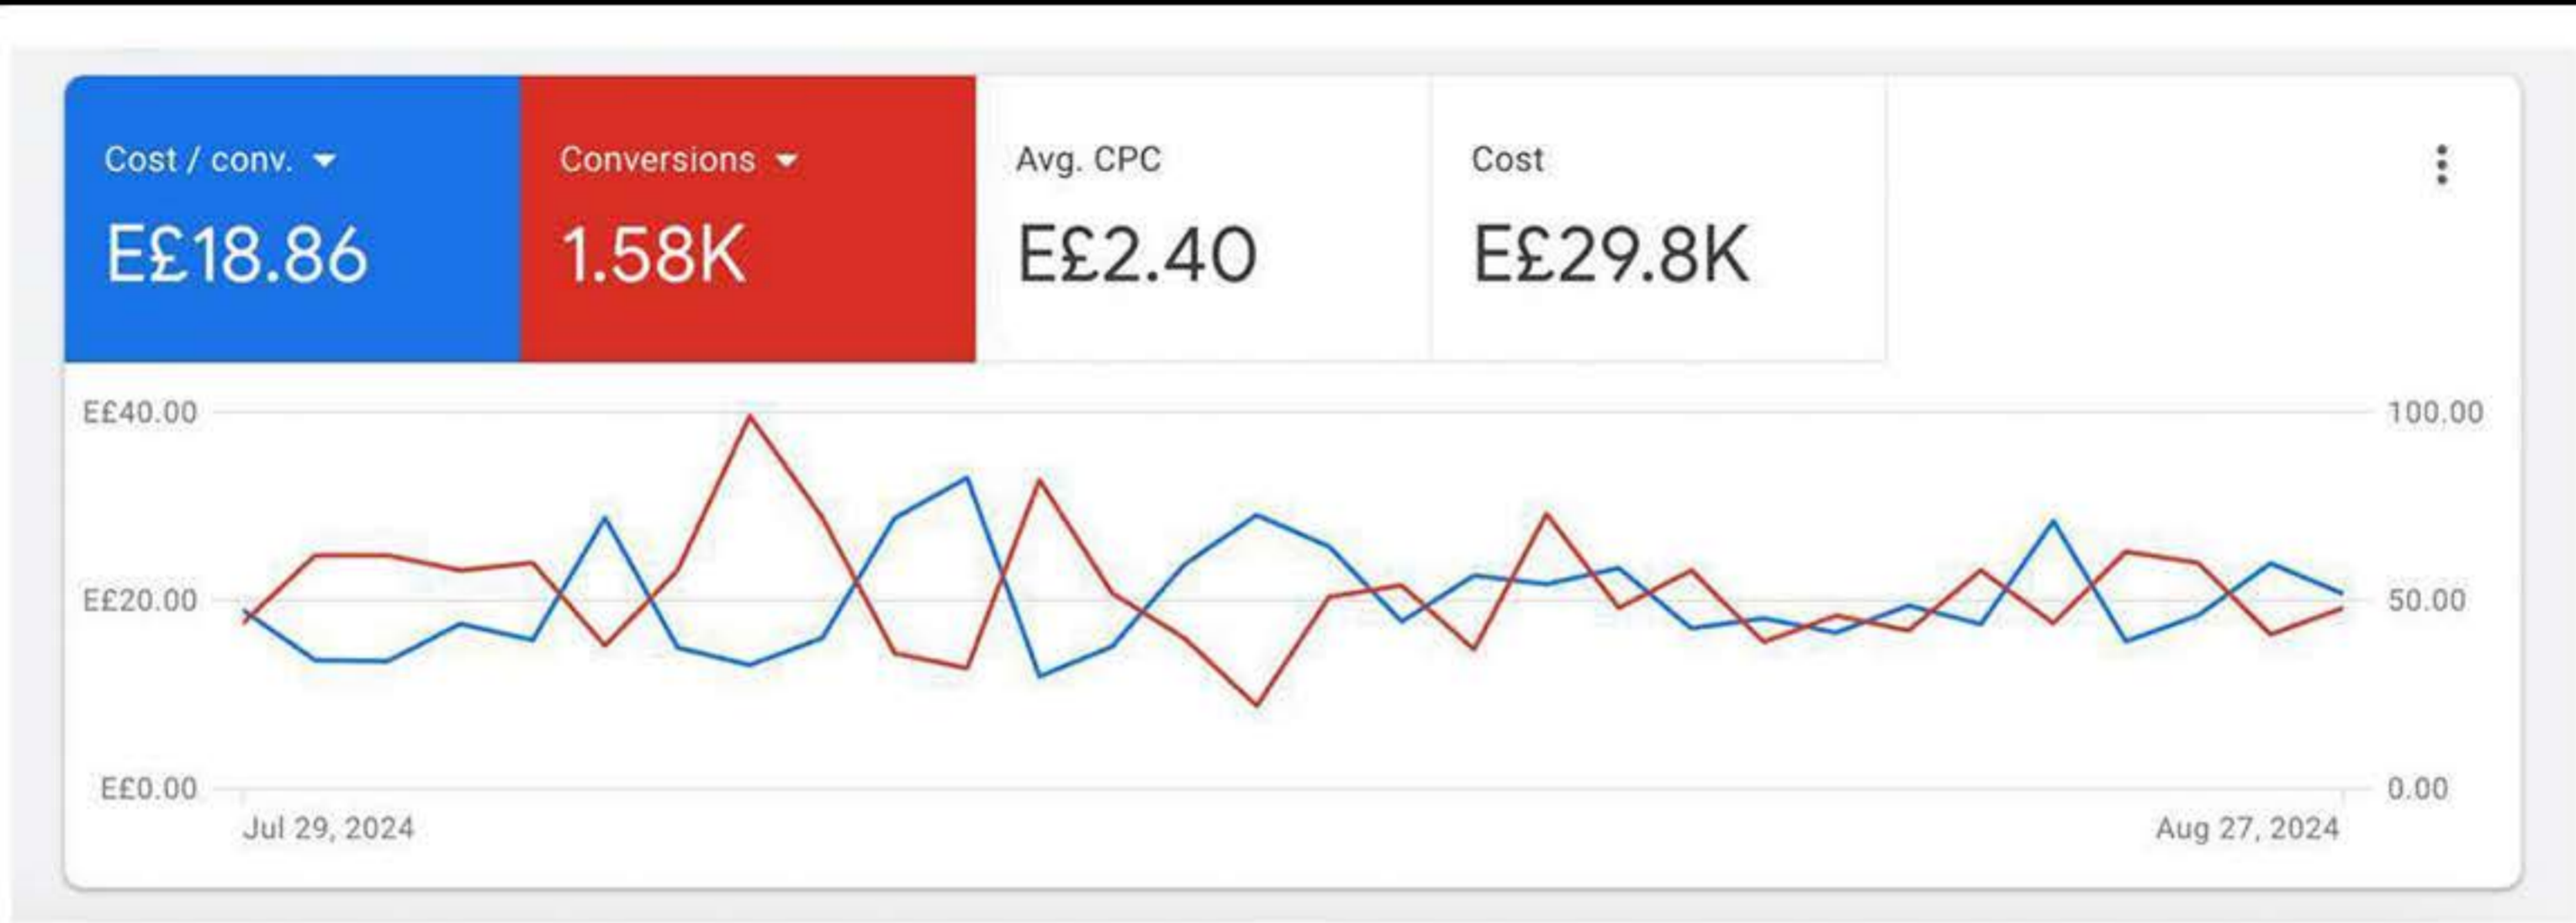 Cost / conv.
E£18.86
Conversions
1.58K
Avg. CPC
E£2.40
Cost
E£29.8K
E£40.00
100.00
E£20.00
50.00
E£0.00
0.00
Jul 29, 2024
Aug 27, 2024